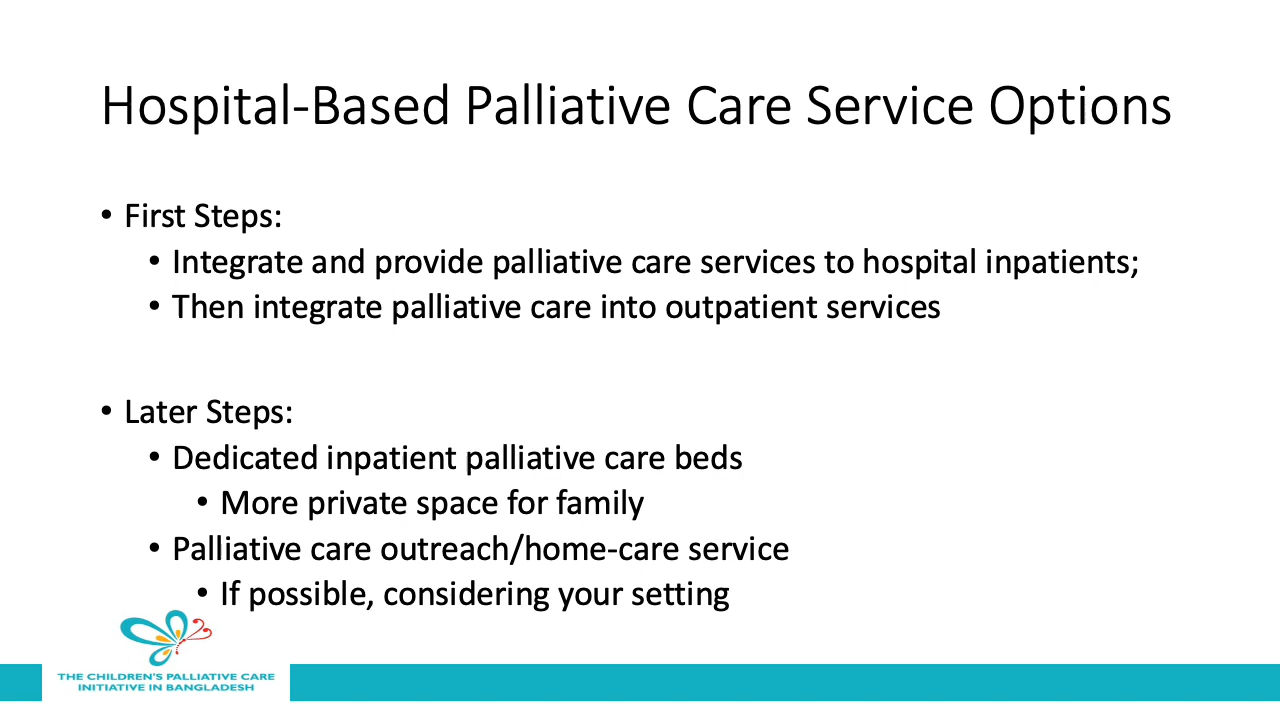 Hospital-Based Palliative Care Service Options
• First Steps:
• Integrate and provide palliative care services to hospital inpatients;
• Then integrate palliative care into outpatient services
• Later Steps:
• Dedicated inpatient palliative care beds
• More private space for family
• Palliative care outreach/home-care service
• If possible, considering your setting
THE CHILDREN'S PALLIATIVE CARE
INITIATIVE IN BANGLADESH